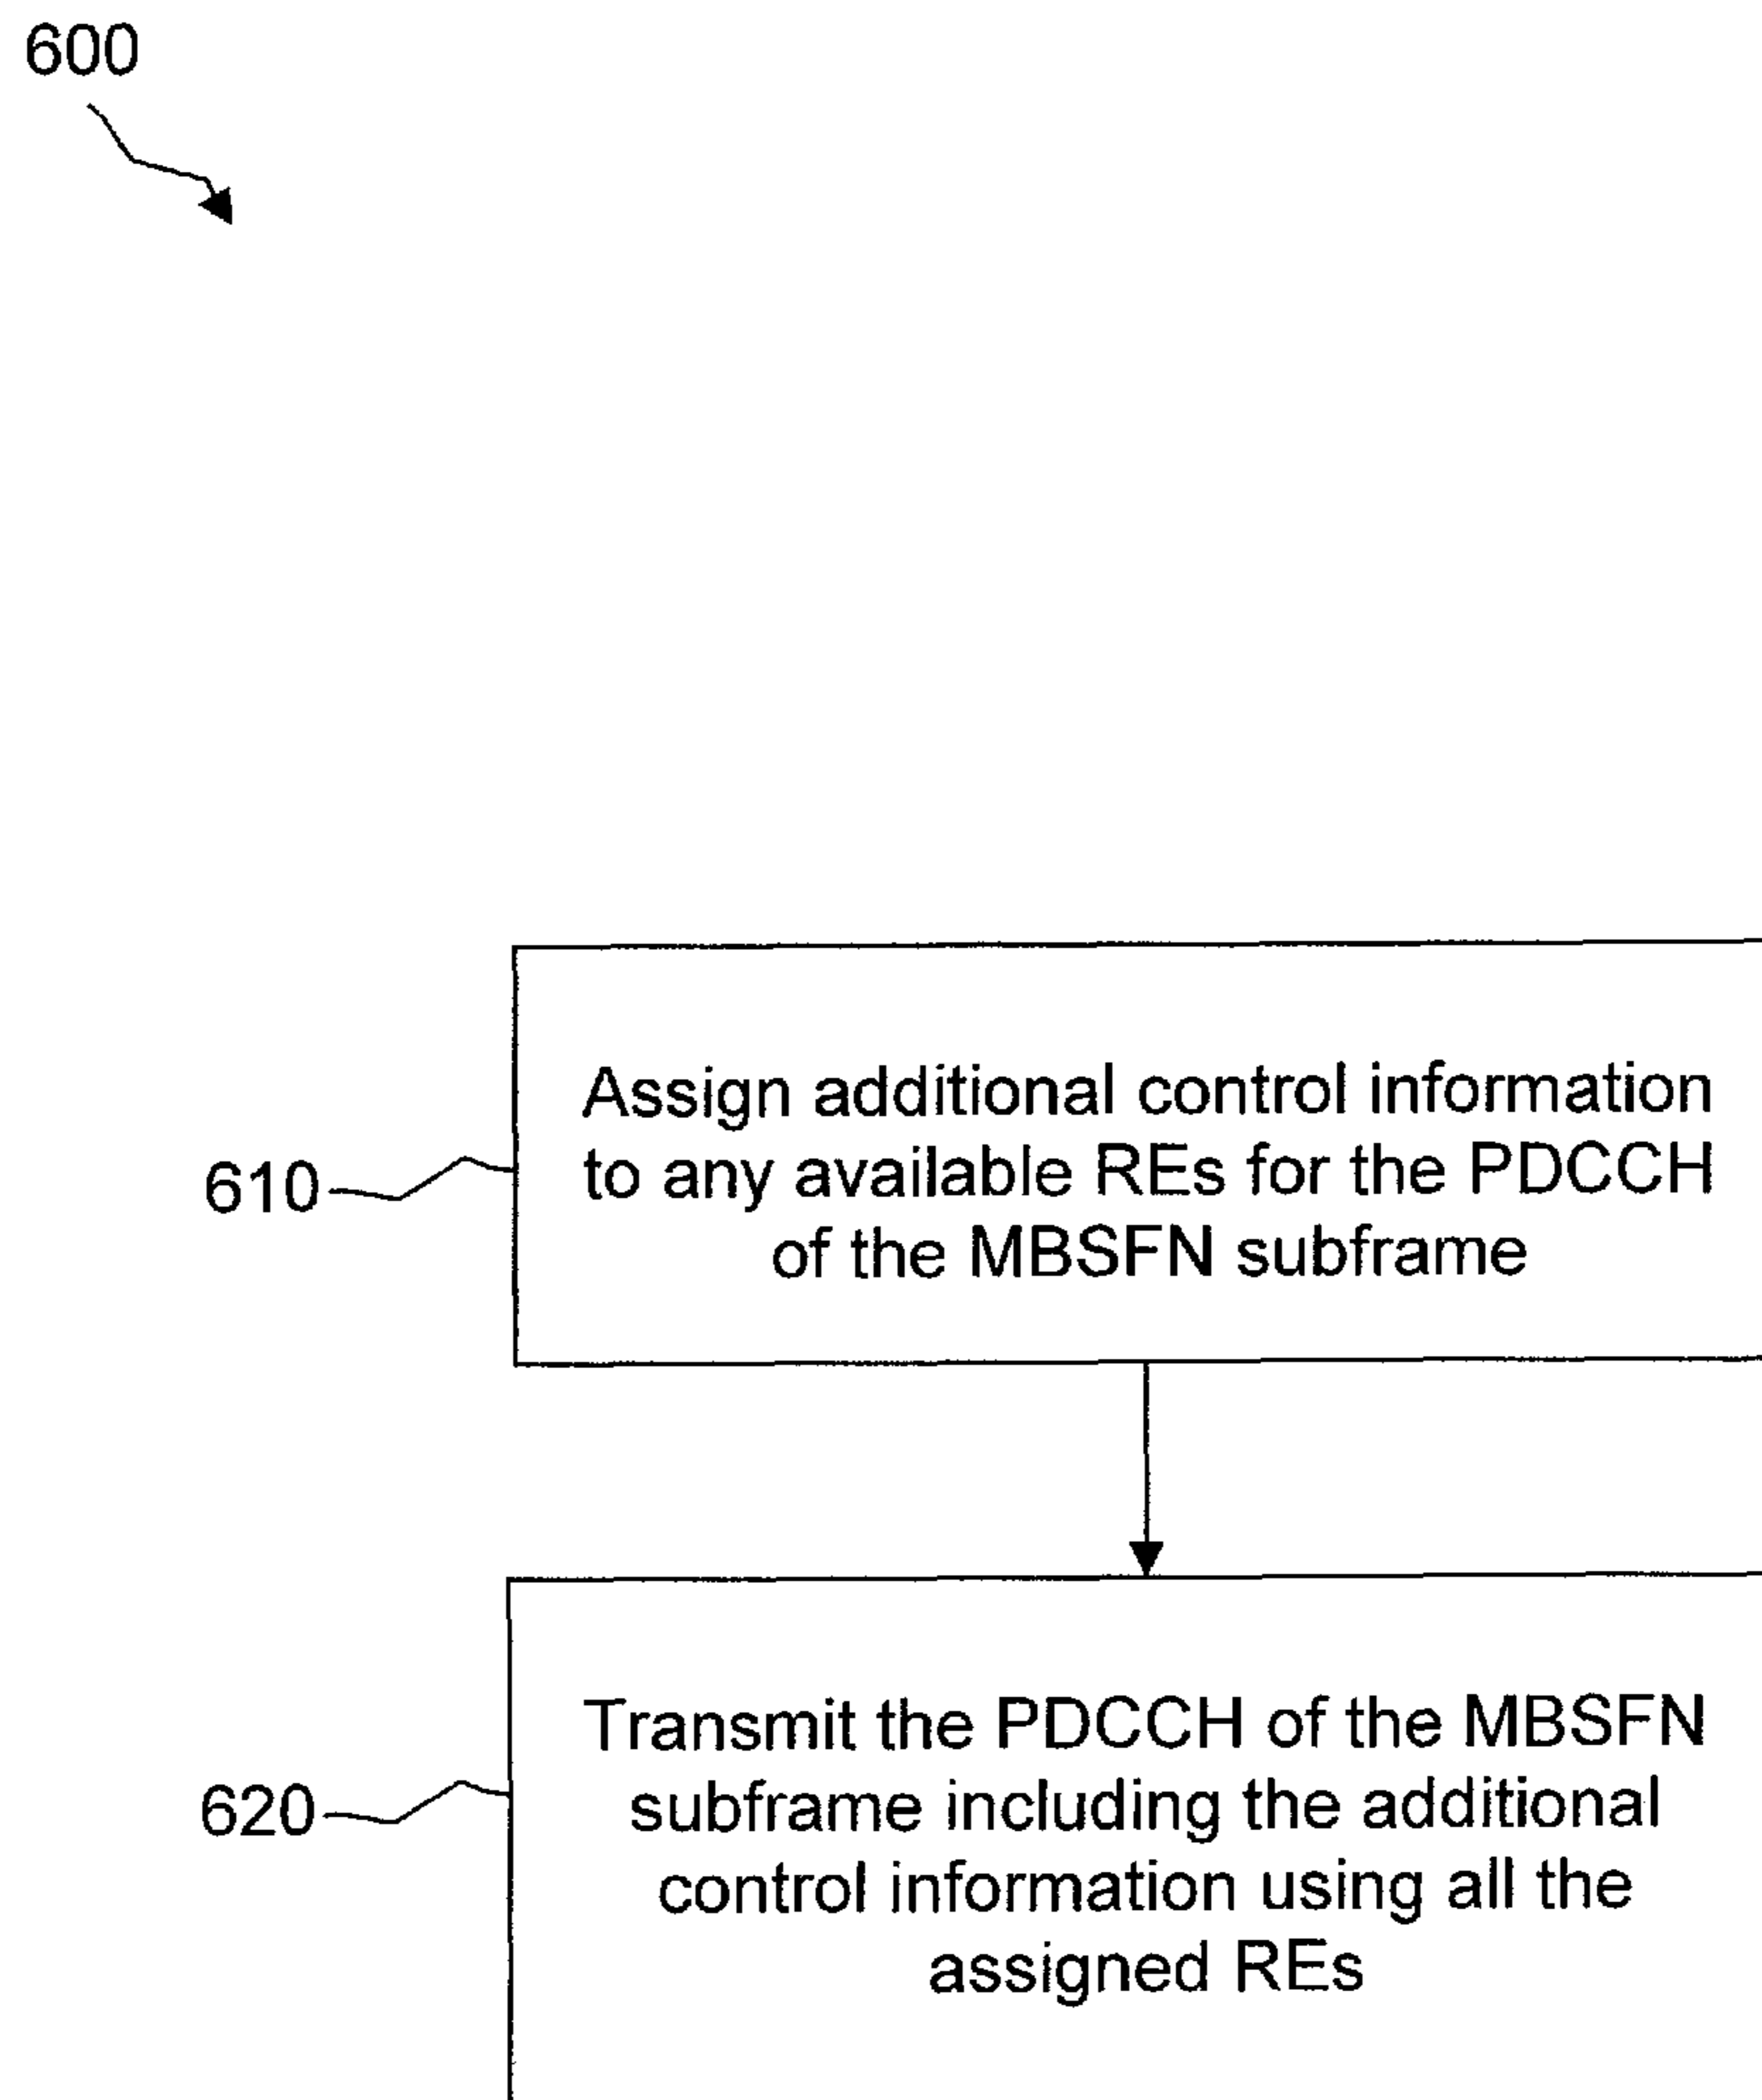 600
610
Assign additional control information
to any available REs for the PDCCH
of the MBSFN subframe
620
Transmit the PDCCH of the MBSFN
subframe including the additional
control information using all the
assigned REs